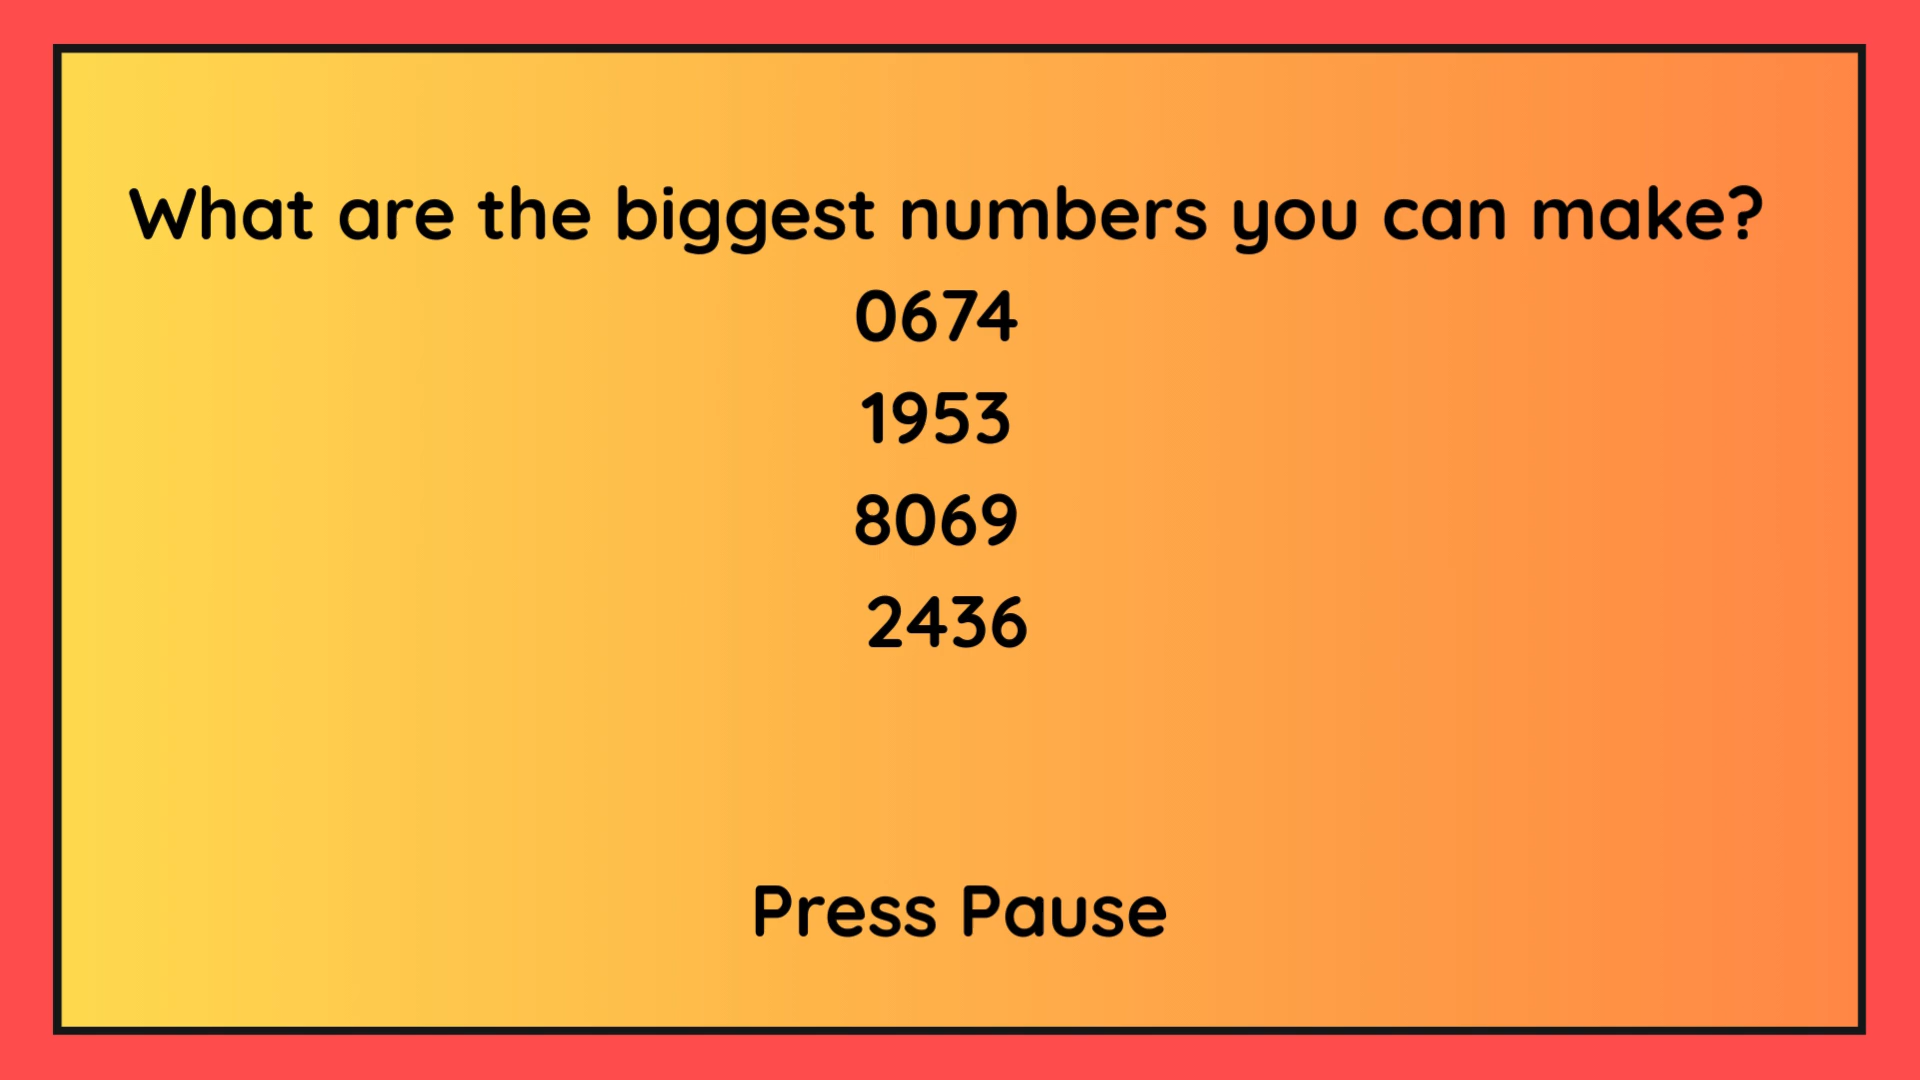 What are the biggest numbers you can make?
0674
1953
8069
2436
Press Pause